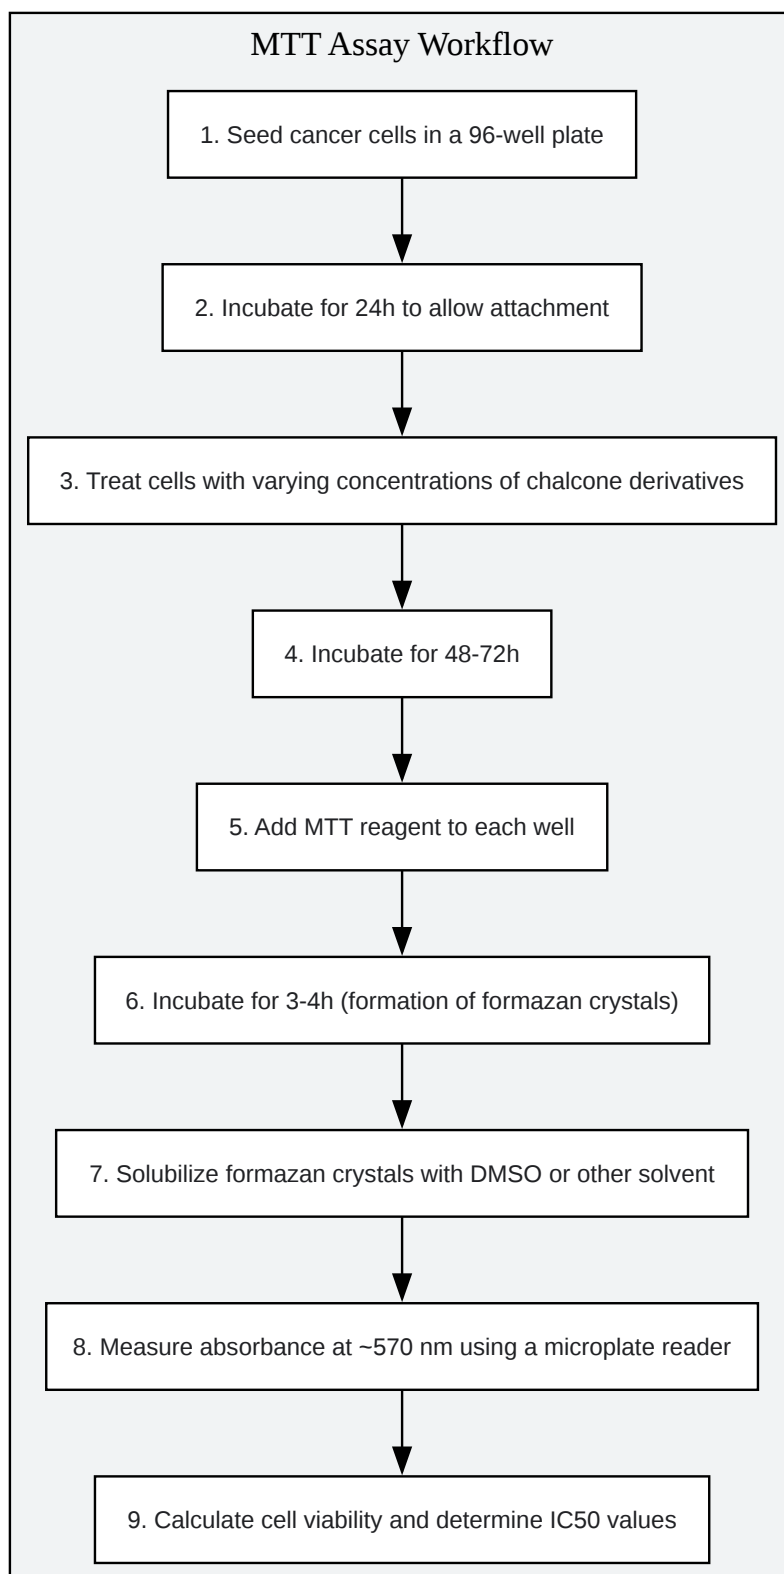 MTT Assay Workflow
1. Seed cancer cells in a 96-well plate
2. Incubate for 24h to allow attachment
3. Treat cells with varying concentrations of chalcone derivatives
4. Incubate for 48-72h
5. Add MTT reagent to each well
6. Incubate for 3-4h (formation of formazan crystals)
7. Solubilize formazan crystals with DMSO or other solvent
8. Measure absorbance at ~570 nm using a microplate reader
9. Calculate cell viability and determine IC50 values